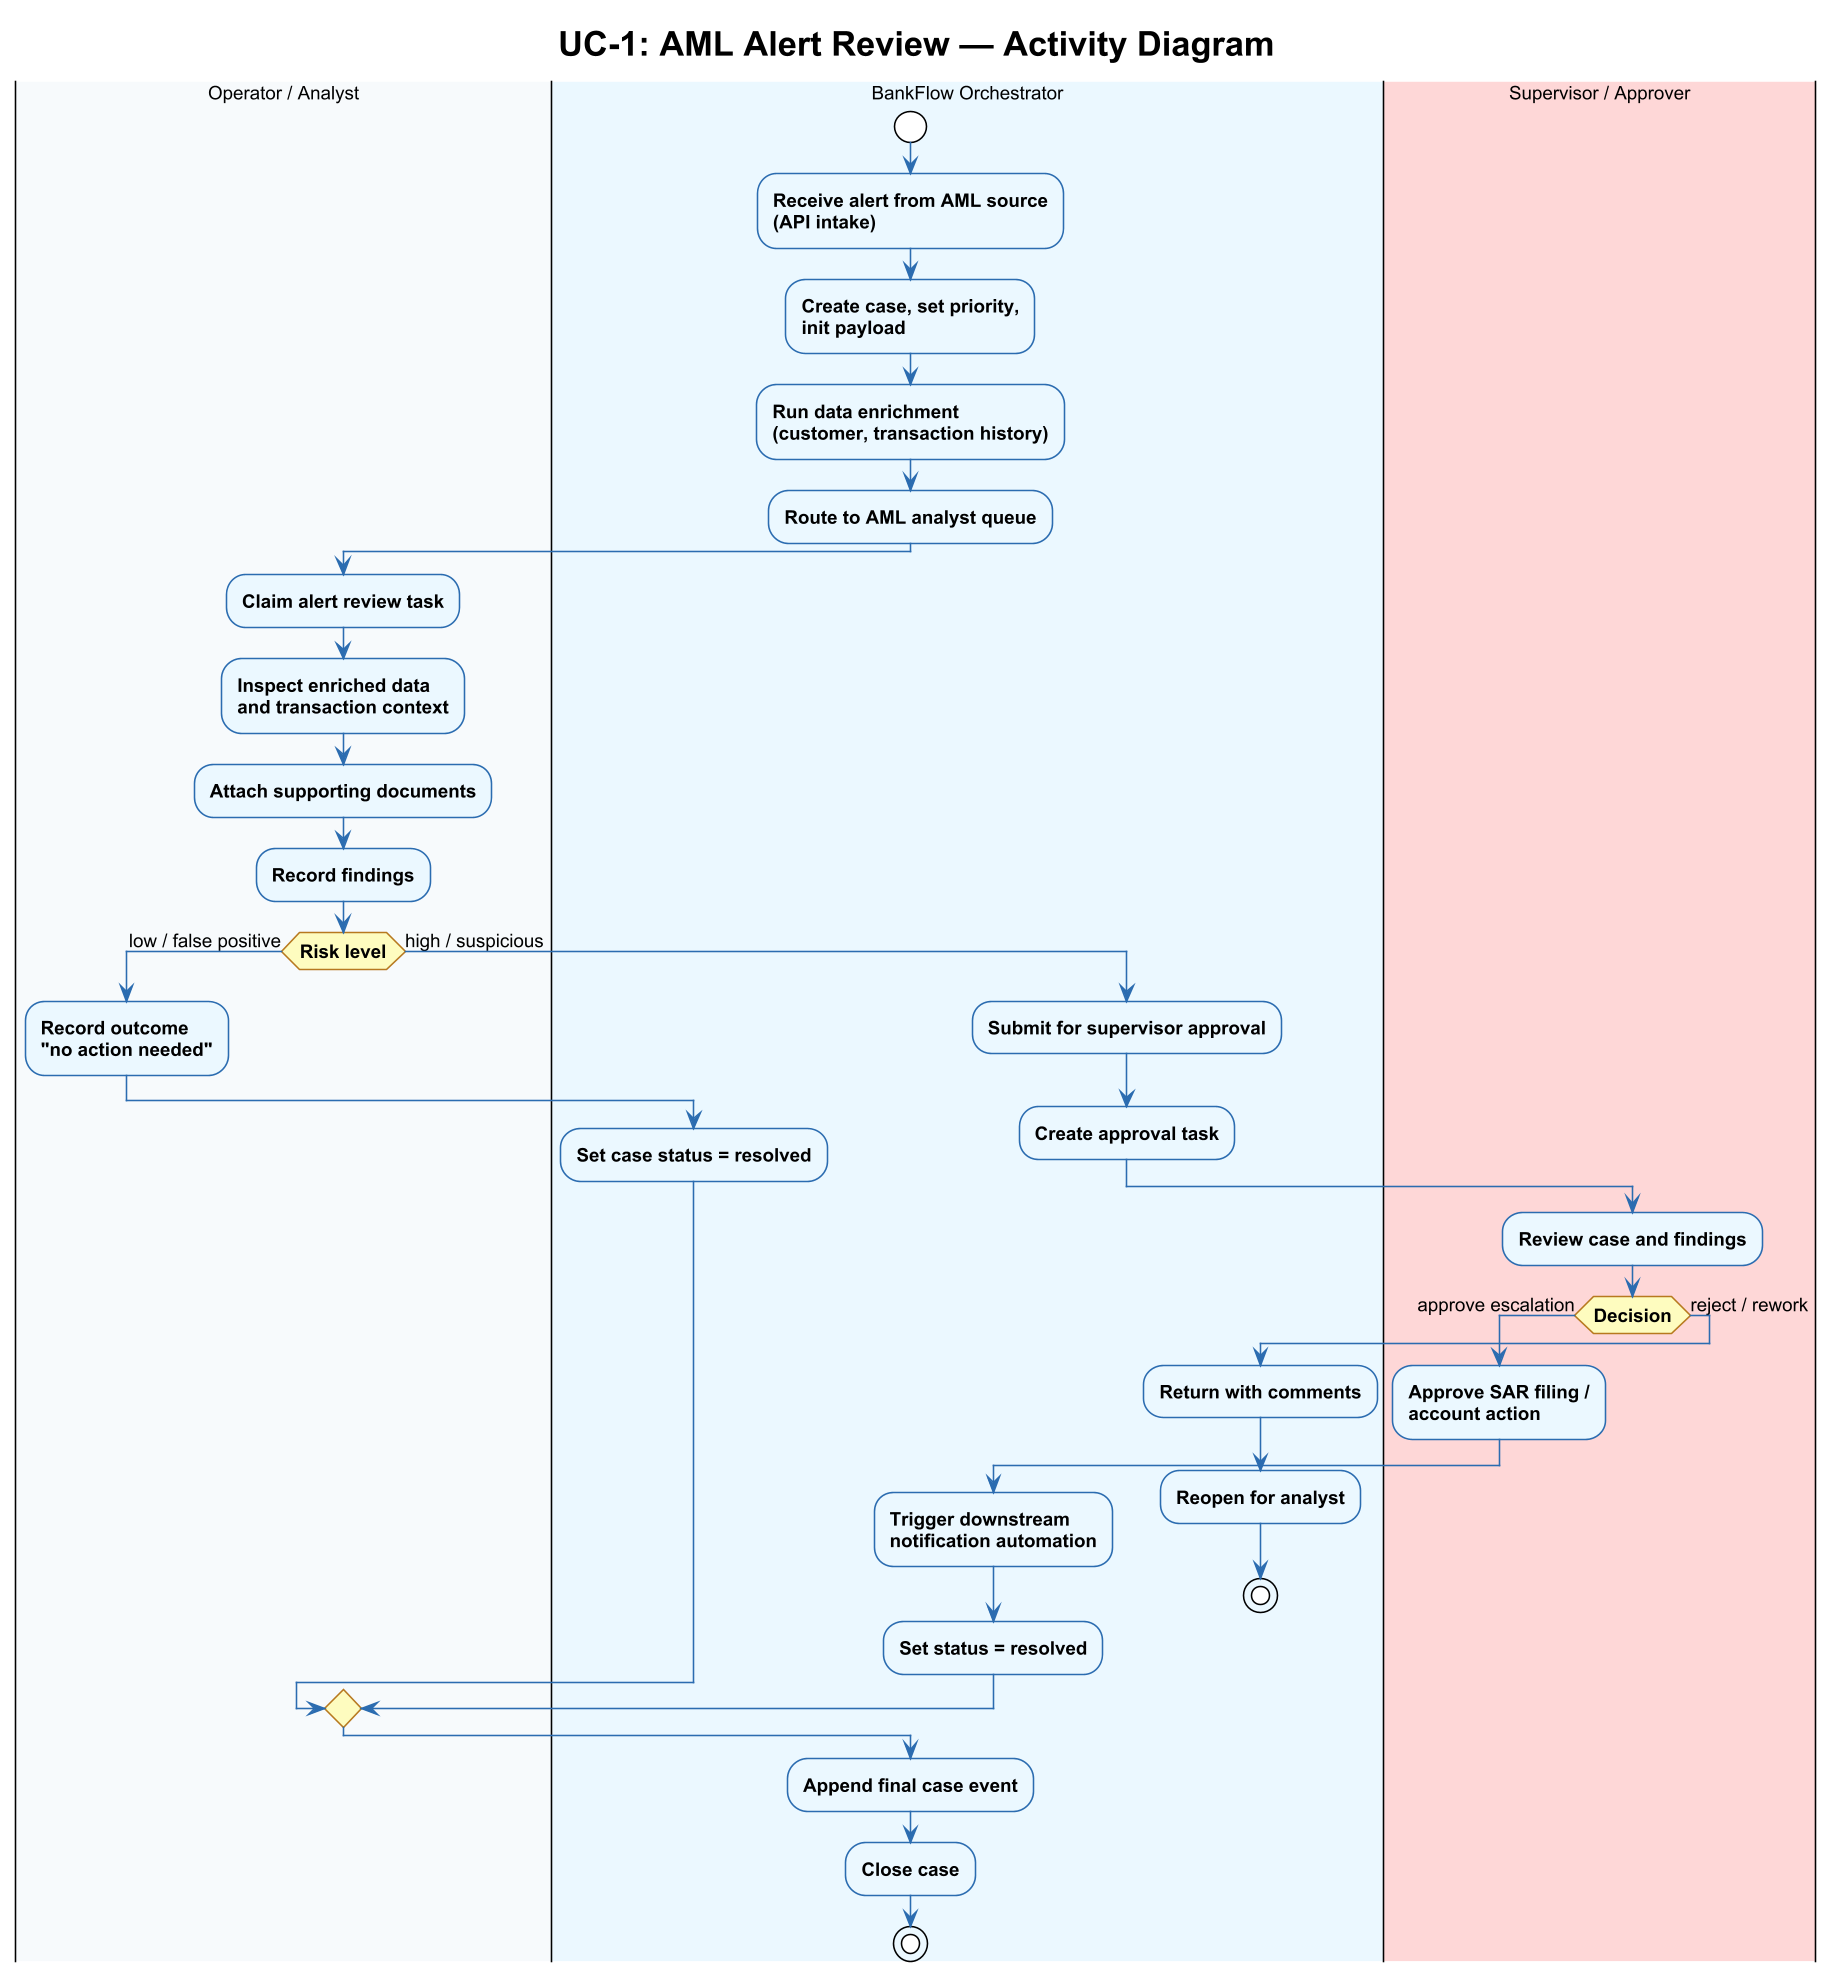 UC-1: AML Alert Review — Activity Diagram
Operator / Analyst
BankFlow Orchestrator
Supervisor / Approver
Receive alert from AML source
(API intake)
Create case, set priority,
init payload
Run data enrichment
(customer, transaction history)
Route to AML analyst queue
Claim alert review task
Inspect enriched data
and transaction context
Attach supporting documents
Record findings
low / false positive
Risk level
high / suspicious
Record outcome
"no action needed"
Submit for supervisor approval
Create approval task
Set case status = resolved
Review case and findings
approve escalation
Decision
reject / rework
Return with comments
Approve SAR filing /
account action
Reopen for analyst
Trigger downstream
notification automation
Set status = resolved
Append final case event
Close case